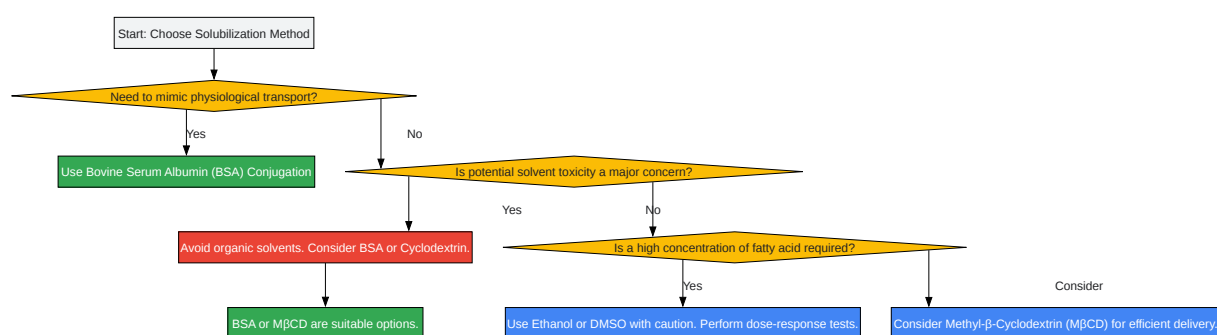 Start: Choose Solubilization Method
Need to mimic physiological transport?
Yes
No
Use Bovine Serum Albumin (BSA) Conjugation
Is potential solvent toxicity a major concern?
Yes
No
Avoid organic solvents. Consider BSA or Cyclodextrin.
Is a high concentration of fatty acid required?
Yes
Consider
BSA or MβCD are suitable options.
Use Ethanol or DMSO with caution. Perform dose-response tests.
Consider Methyl-β-Cyclodextrin (MβCD) for efficient delivery.